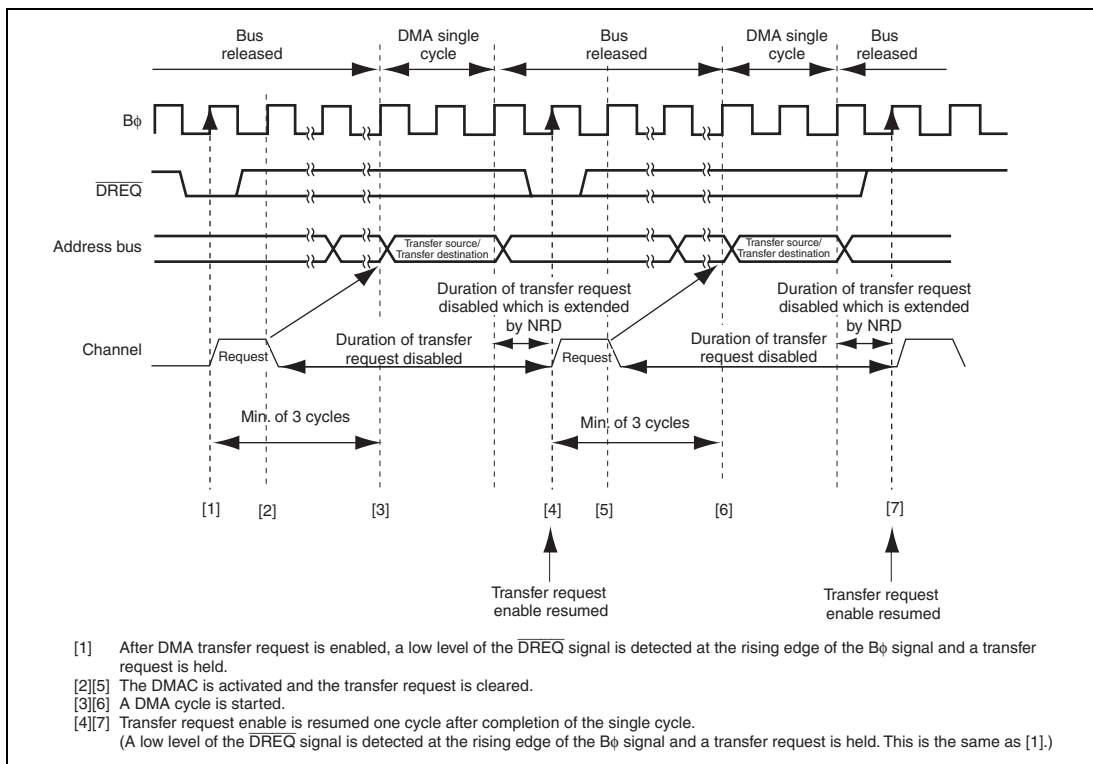 Bus
released
DMA single
cycle
Bus
released
DMA single
cycle
Bus
released
Bϕ
DREQ
Address bus
Transfer source/
Transfer destination
Transfer source/
Transfer destination
Duration of transfer request
disabled which is extended
by NRD
Duration of transfer request
disabled which is extended
by NRD
Channel
Request
Duration of transfer
request disabled
Request
Duration of transfer
request disabled
Min. of 3 cycles
Min. of 3 cycles
[1]
[2]
[3]
[4]
[5]
[6]
[7]
Transfer request
enable resumed
Transfer request
enable resumed
[1] After DMA transfer request is enabled, a low level of the DREQ signal is detected at the rising edge of the Bϕ signal and a transfer
request is held.
[2][5] The DMAC is activated and the transfer request is cleared.
[3][6] A DMA cycle is started.
[4][7] Transfer request enable is resumed one cycle after completion of the single cycle.
(A low level of the DREQ signal is detected at the rising edge of the Bϕ signal and a transfer request is held. This is the same as [1].)